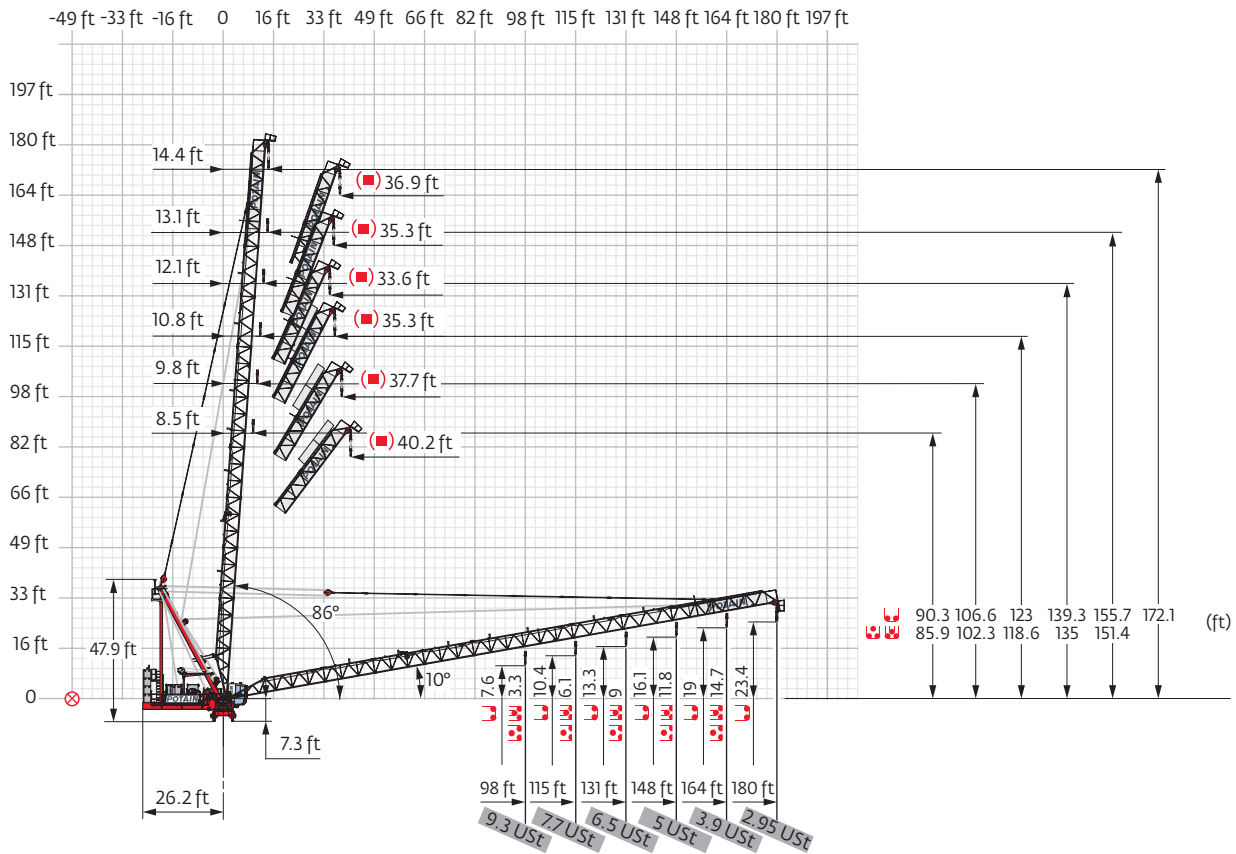 -49 ft -33 ft -16 ft 0 16 ft 33 ft 49 ft 66 ft 82 ft 98 ft 115 ft 131 ft 148 ft 164 ft 180 ft 197 ft
197 ft
180 ft
14.4 ft
36.9 ft
164 ft
13.1 ft
35.3 ft
148 ft
12.1 ft
33.6 ft
131 ft
10.8 ft
35.3 ft
115 ft
9.8 ft
37.7 ft
98 ft
8.5 ft
40.2 ft
82 ft
66 ft
49 ft
33 ft
86°
90.3 106.6 123 139.3 155.7 172.1
85.9 102.3 118.6 135 151.4
(ft)
47.9 ft
16 ft
10°
0
7.6 3.3 10.4 6.1 13.3 9 16.1 11.8 19 14.7 23.4
7.3 ft
26.2 ft
98 ft 115 ft 131 ft 148 ft 164 ft 180 ft
9.3 USt 7.7 USt 6.5 USt 5 USt 3.9 USt 2.95 USt
POTAIN
POTAIN
POTAIN
POTAIN
POTAIN
POTAIN
POTAIN
POTAIN